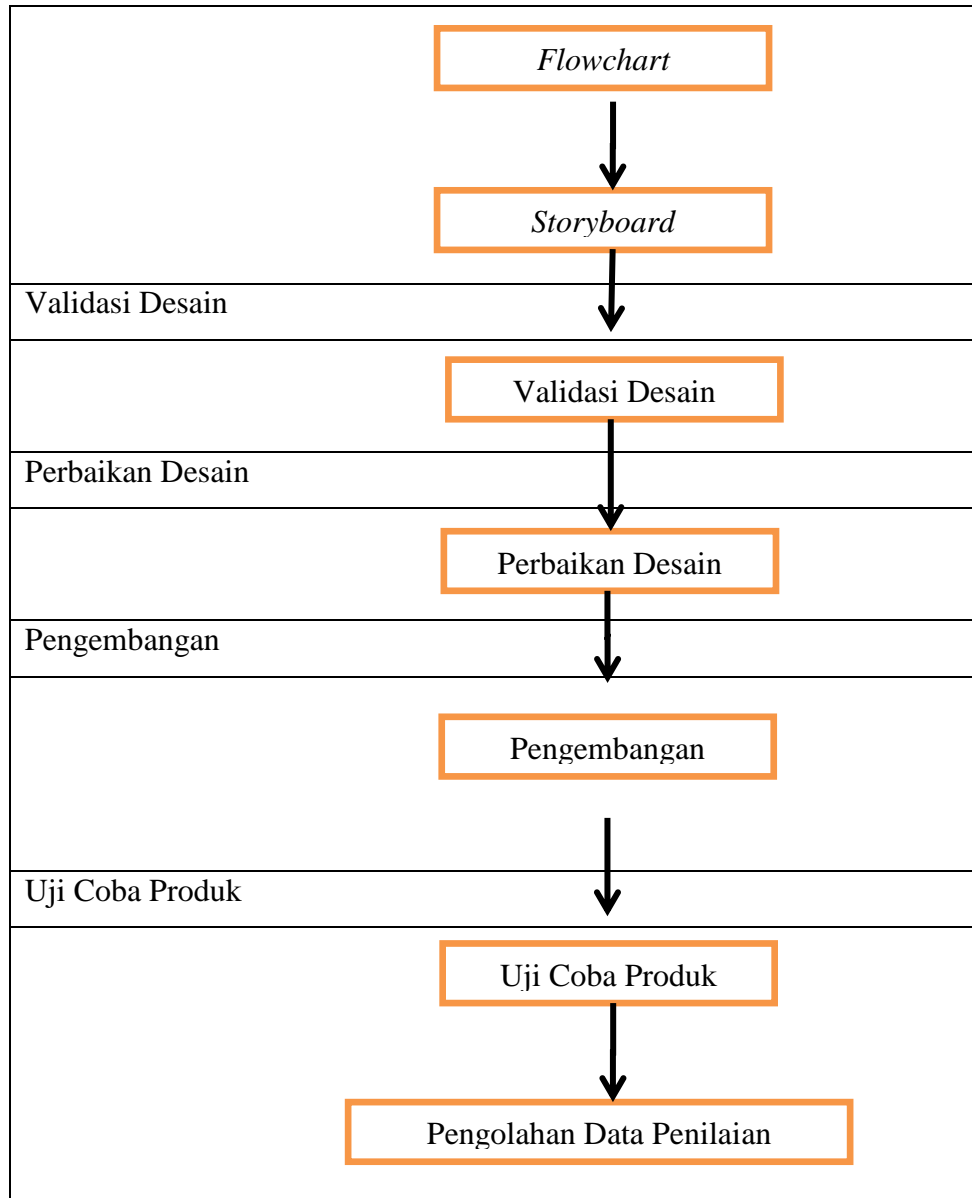 Flowchart
Storyboard
Validasi Desain
Validasi Desain
Perbaikan Desain
Perbaikan Desain
Pengembangan
Pengembangan
Uji Coba Produk
Uji Coba Produk
Pengolahan Data Penilaian